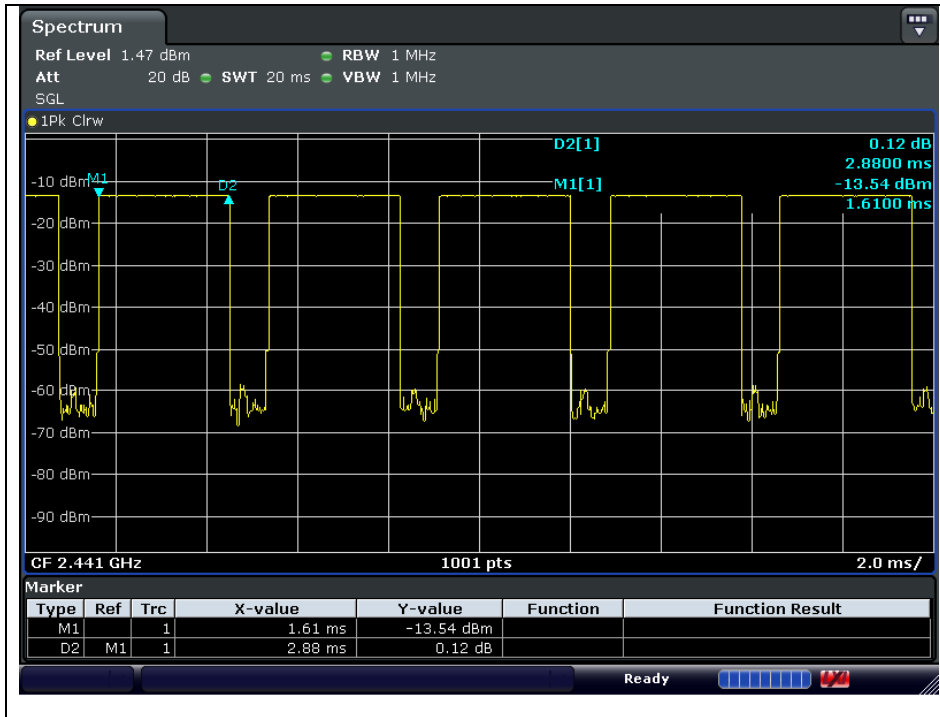 Spectrum
Ref Level 1.47 dBm RBW 1 MHz
Att 20 dB SWT 20 ms VBW 1 MHz
SGL
1Pk Clrw
D2[1] 0.12 dB
2.8800 ms
-10 dBm M1 D2 M1[1] -13.54 dBm
1.6100 ms
-20 dBm
-30 dBm
-40 dBm
-50 dBm
-60 dBm
-70 dBm
-80 dBm
-90 dBm
CF 2.441 GHz 1001 pts 2.0 ms/
Marker
Type Ref Trc X-value Y-value Function Function Result
M1 1 1.61 ms -13.54 dBm
D2 M1 1 2.88 ms 0.12 dB
Ready